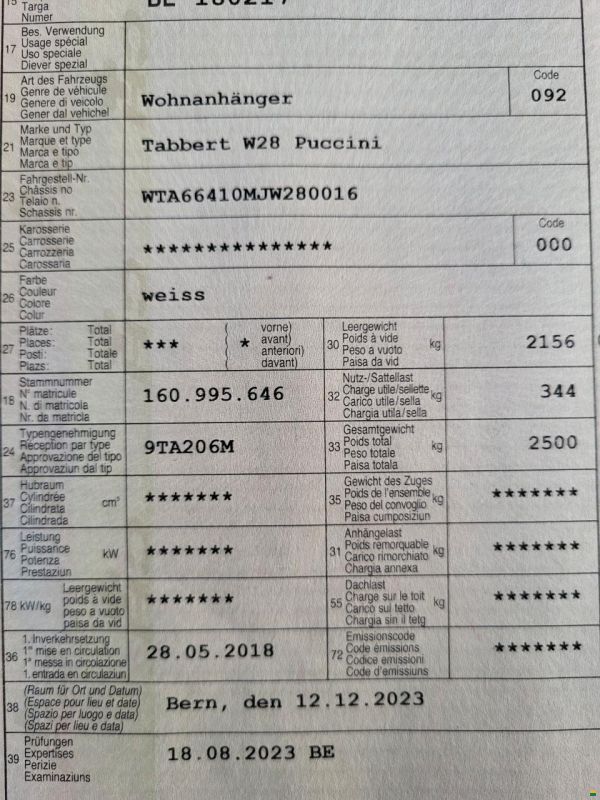 15 Targa
Numer
17 Bes. Verwendung
Usage spécial
Uso speciale
Diever spezial
19 Art des Fahrzeugs
Genre de véhicule
Genere di veicolo
Gener dal vehichel
Wohnanhänger
Code
092
21 Marke und Typ
Marque et type
Marca e tipo
Marca e tip
Tabbert W28 Puccini
23 Fahrgestell-Nr.
Châssis no
Telaio n.
Schassis nr.
WTA66410MJW280016
25 Karosserie
Carrosserie
Carrozzeria
Carossaria
***************
Code
000
26 Farbe
Couleur
Colore
Colur
weiss
27 Plätze: Total ( vorne)
Places: Total ( avant)
Posti: Totale ( anteriori)
Plazs: Total ( davant)
*** *
30 Leergewicht
Poids à vide kg
Peso a vuoto
Paisa da vid
2156
18 Stammnummer
N° matricule
N. di matricola
Nr. da matricla
160.995.646
32 Nutz-/Sattellast
Charge utile/sellette kg
Carico utile/sella
Chargia utila/sella
344
24 Typengenehmigung
Réception par type
Approvazione del tipo
Approvaziun dal tip
9TA206M
33 Gesamtgewicht
Poids total kg
Peso totale
Paisa totala
2500
37 Hubraum
Cylindrée cm³
Cilindrata
Cilindrada
*******
35 Gewicht des Zuges
Poids de l'ensemble kg
Peso del convoglio
Paisa cumposiziun
*******
76 Leistung
Puissance kW
Potenza
Prestaziun
*******
31 Anhängelast
Poids remorquable kg
Carico rimorchiato
Chargia annexa
*******
78 kW/kg Leergewicht
poids à vide
peso a vuoto
paisa da vid
*******
55 Dachlast
Charge sur le toit kg
Carico sul tetto
Chargia sin il tetg
*******
36 1. Inverkehrsetzung
1re mise en circulation
1a messa in circolazione
1. entrada en circulaziun
28.05.2018
72 Emissionscode
Code émissions
Codice emissioni
Code d'emissiuns
*******
38 (Raum für Ort und Datum)
(Espace pour lieu et date)
(Spazio per luogo e data)
(Spazi per lieu e data)
Bern, den 12.12.2023
39 Prüfungen
Expertises
Perizie
Examinaziuns
18.08.2023 BE